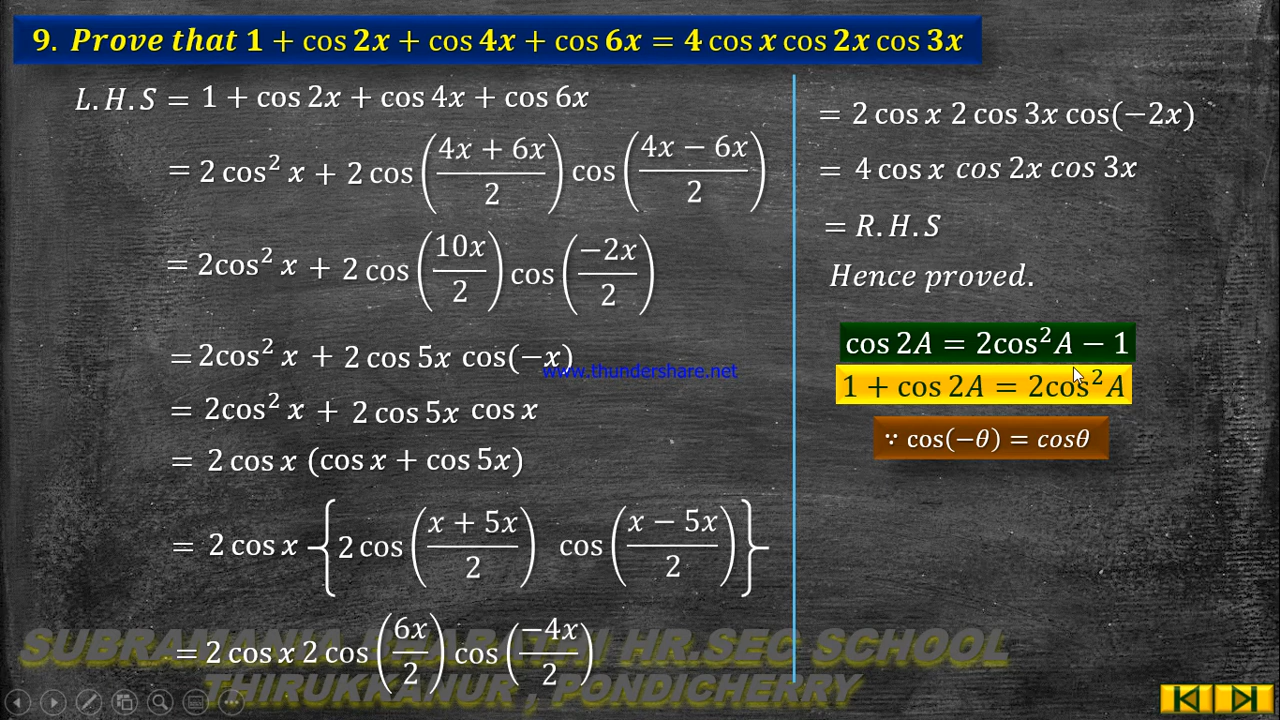 9. Prove that 1 + cos 2x + cos 4x + cos 6x = 4 cos x cos 2x cos 3x
L.H.S = 1 + cos 2x + cos 4x + cos 6x
= 2 cos² x + 2 cos ((4x + 6x)/2) cos ((4x − 6x)/2)
= 2cos² x + 2 cos (10x/2) cos (−2x/2)
= 2cos² x + 2 cos 5x cos(−x)
www.thundershare.net
= 2cos² x + 2 cos 5x cos x
= 2 cos x (cos x + cos 5x)
= 2 cos x {2 cos ((x + 5x)/2) cos ((x − 5x)/2)}
= 2 cos x 2 cos (6x/2) cos (−4x/2)
= 2 cos x 2 cos 3x cos(−2x)
= 4 cos x cos 2x cos 3x
= R.H.S
Hence proved.
cos 2A = 2cos²A − 1
1 + cos 2A = 2cos²A
∵ cos(−θ) = cosθ
SUBRAMANIA BHARATHI HR.SEC SCHOOL
THIRUKKANUR , PONDICHERRY